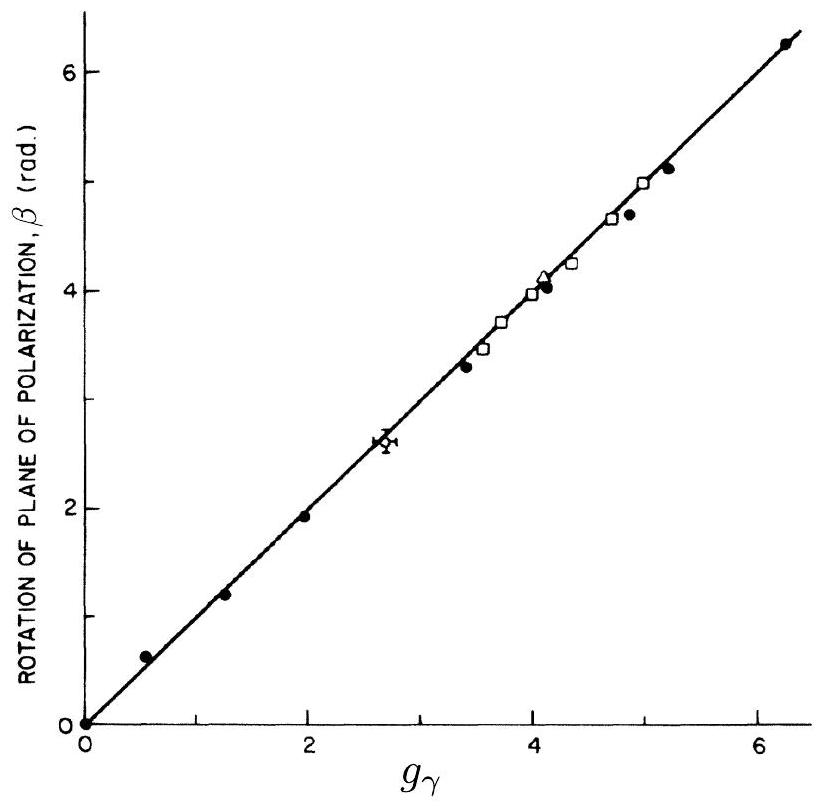 ROTATION OF PLANE OF POLARIZATION, β (rad.)
6
4
2
0
0 2 4 6
gγ